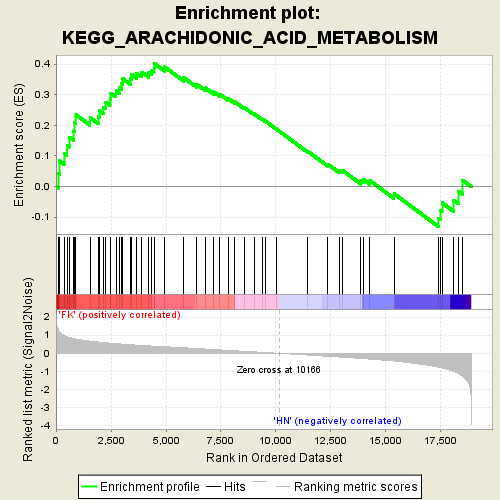 Enrichment plot:
KEGG_ARACHIDONIC_ACID_METABOLISM
Enrichment score (ES)
0.4
0.3
0.2
0.1
0.0
-0.1
'FK' (positively correlated)
Ranked list metric (Signal2Noise)
2
1
0
-1
-2
-3
-4
Zero cross at 10166
'HN' (negatively correlated)
0
2,500
5,000
7,500
10,000
12,500
15,000
17,500
Rank in Ordered Dataset
Enrichment profile
Hits
Ranking metric scores